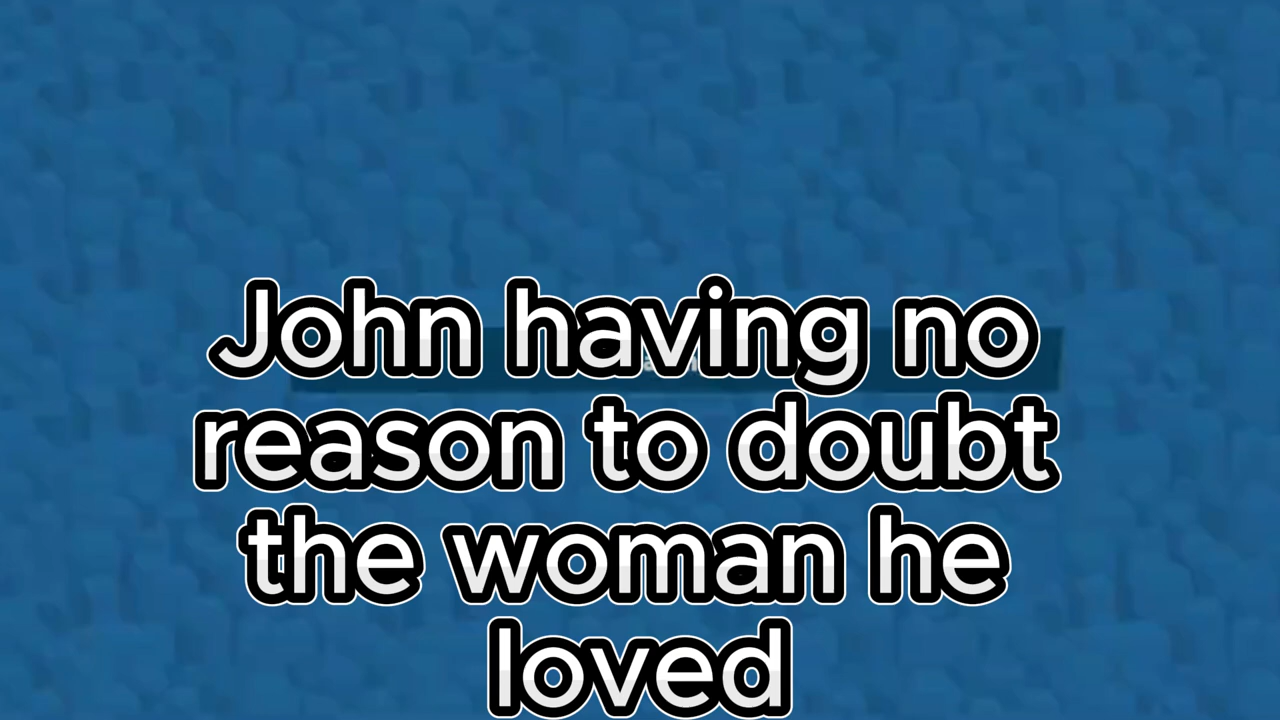 John having no
reason to doubt
the woman he
loved